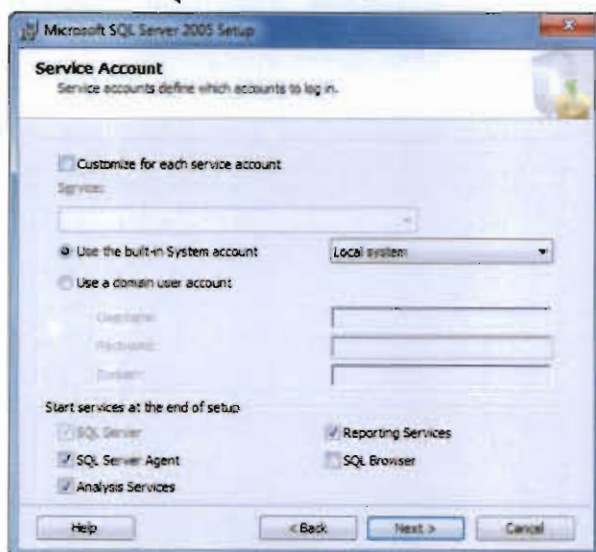 Microsoft SQL Server 2005 Setup
Service Account
Service accounts define which accounts to log in.
Customize for each service account
Service:
Use the built-in System account
Local system
Use a domain user account
Username:
Password:
Domain:
Start services at the end of setup
SQL Server
Reporting Services
SQL Server Agent
SQL Browser
Analysis Services
Help
< Back
Next >
Cancel